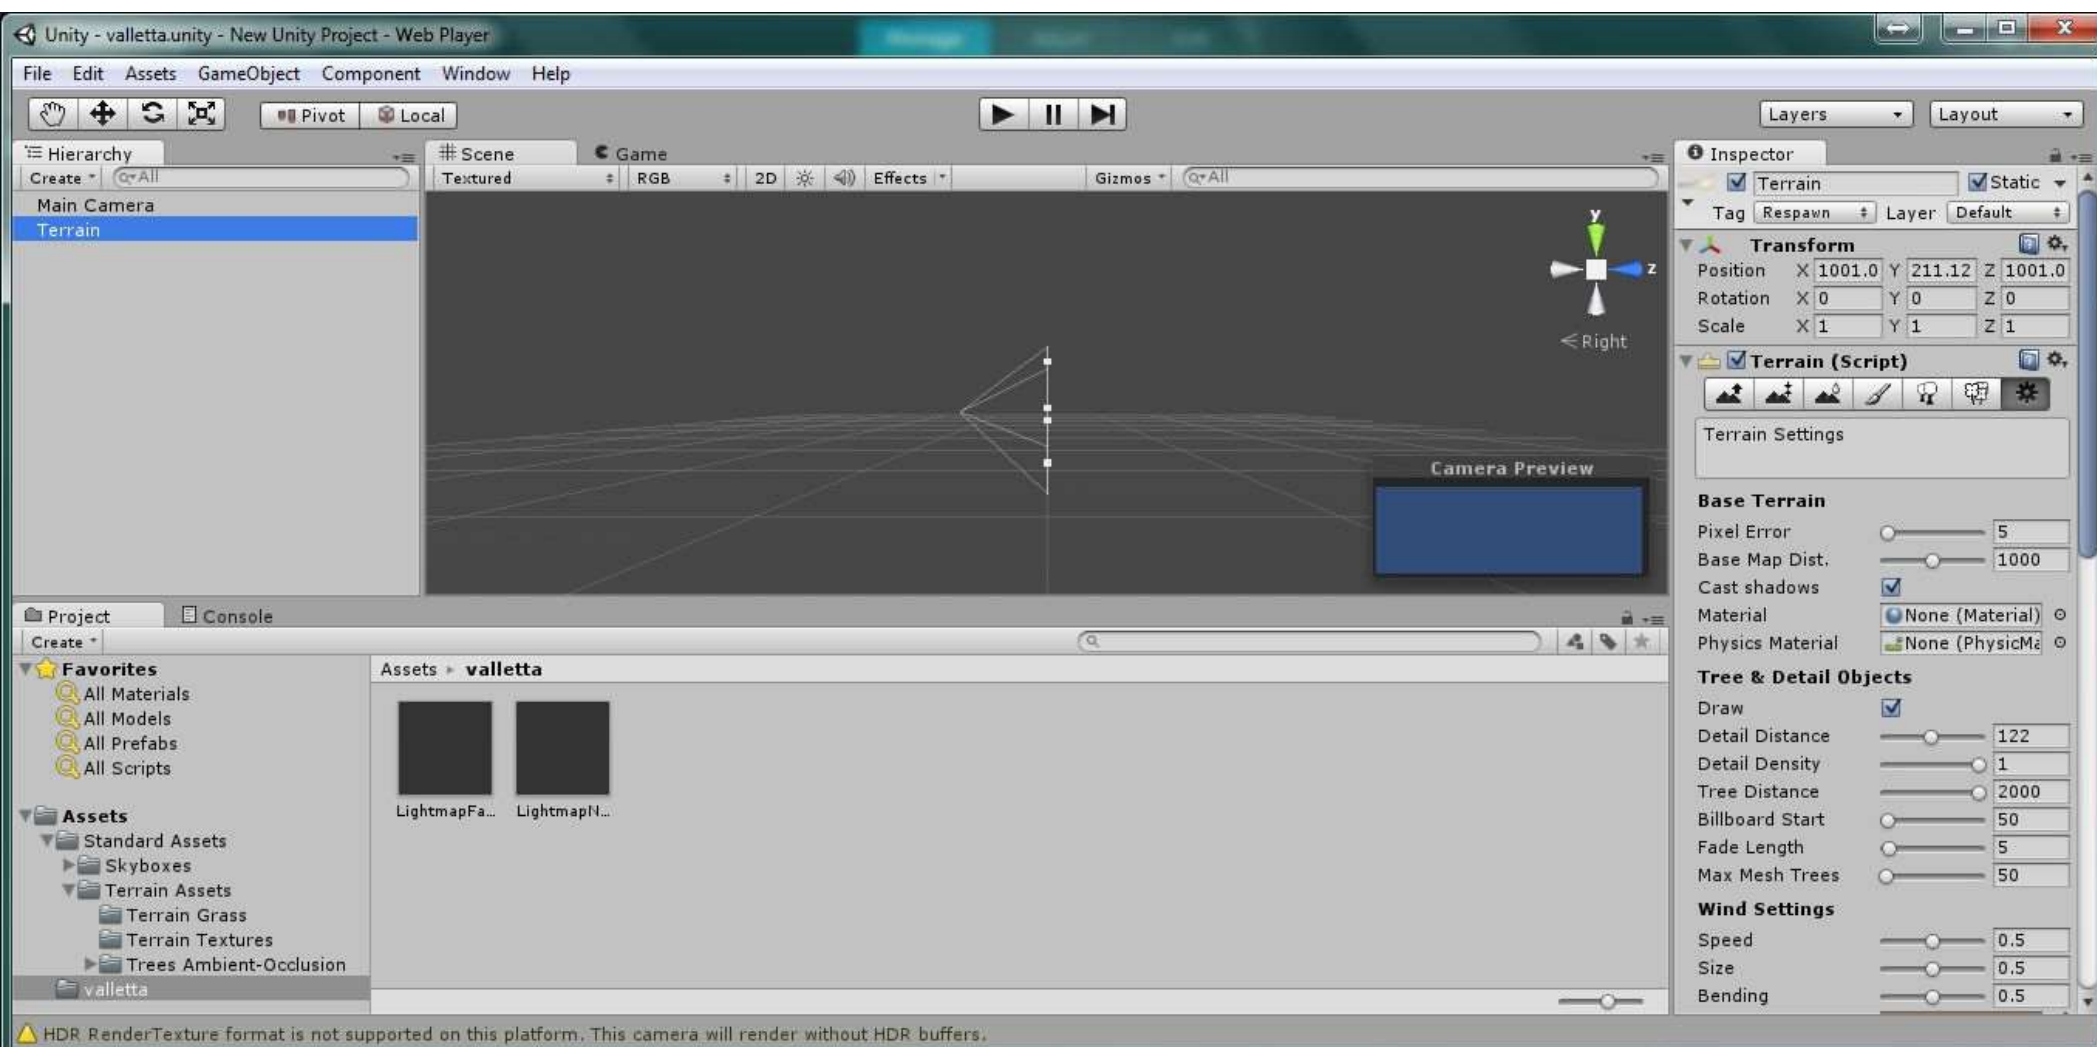 Unity - valletta.unity - New Unity Project - Web Player
File Edit Assets GameObject Component Window Help
Pivot Local Layers Layout
Hierarchy
Create All
Main Camera
Terrain
Scene Game
Textured RGB 2D Effects Gizmos All
y
z
Right
Camera Preview
Project Console
Create
Favorites
All Materials
All Models
All Prefabs
All Scripts
Assets
Standard Assets
Skyboxes
Terrain Assets
Terrain Grass
Terrain Textures
Trees Ambient-Occlusion
valletta
Assets valletta
LightmapFa... LightmapN...
Inspector
Terrain Static
Tag Respawn Layer Default
Transform
Position X 1001.0 Y 211.12 Z 1001.0
Rotation X 0 Y 0 Z 0
Scale X 1 Y 1 Z 1
Terrain (Script)
Terrain Settings
Base Terrain
Pixel Error 5
Base Map Dist. 1000
Cast shadows
Material None (Material)
Physics Material None (PhysicMa
Tree & Detail Objects
Draw
Detail Distance 122
Detail Density 1
Tree Distance 2000
Billboard Start 50
Fade Length 5
Max Mesh Trees 50
Wind Settings
Speed 0.5
Size 0.5
Bending 0.5
HDR RenderTexture format is not supported on this platform. This camera will render without HDR buffers.